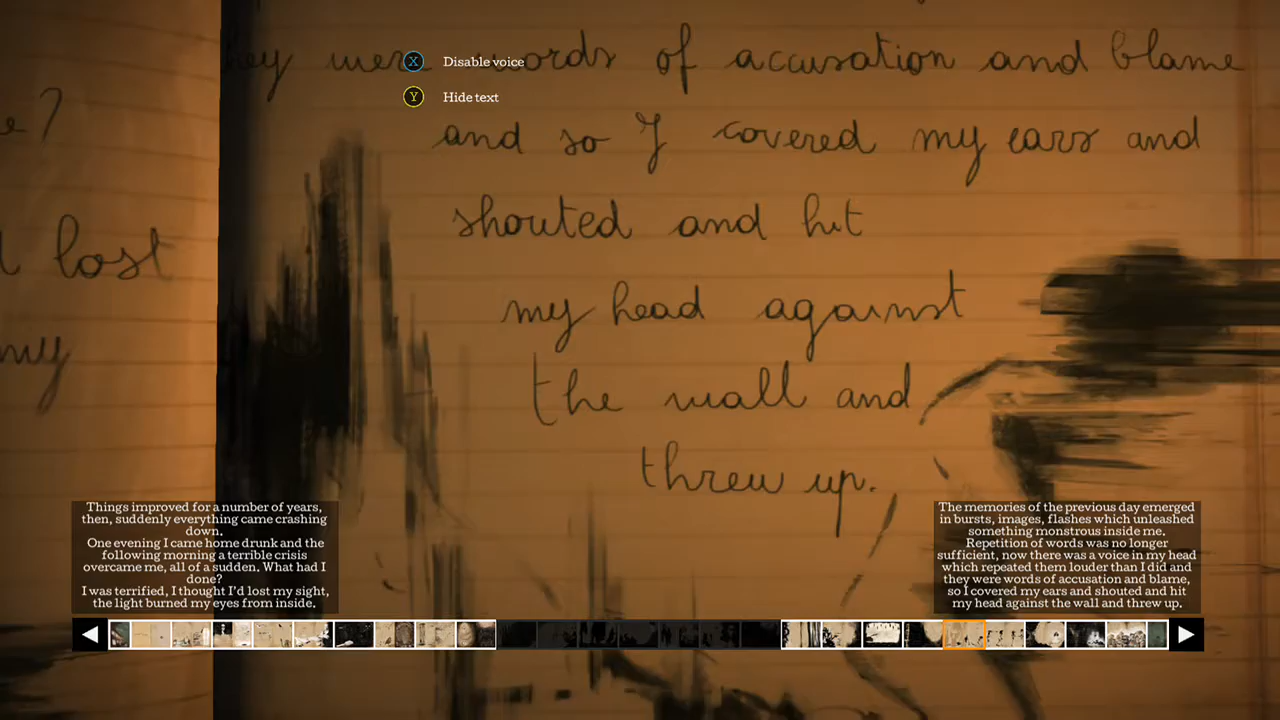 they were words of accusation and blame
and so I covered my ears and
shouted and hit
my head against
the wall and
threw up.
e?
lost
my
X Disable voice
Y Hide text
Things improved for a number of years,
then, suddenly everything came crashing
down.
One evening I came home drunk and the
following morning a terrible crisis
overcame me, all of a sudden. What had I
done?
I was terrified, I thought I'd lost my sight,
the light burned my eyes from inside.
The memories of the previous day emerged
in bursts, images, flashes which unleashed
something monstrous inside me.
Repetition of words was no longer
sufficient, now there was a voice in my head
which repeated them louder than I did and
they were words of accusation and blame,
so I covered my ears and shouted and hit
my head against the wall and threw up.